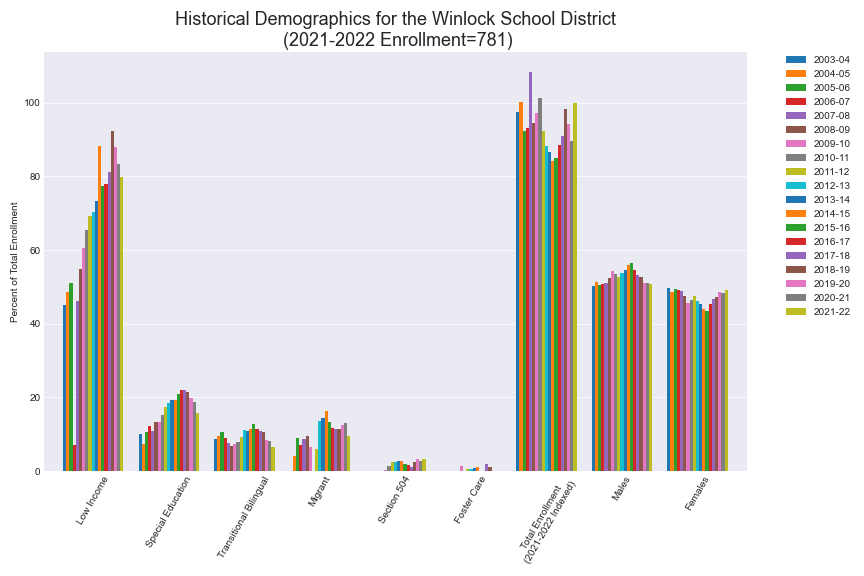 Historical Demographics for the Winlock School District
(2021-2022 Enrollment=781)
Percent of Total Enrollment
100
80
60
40
20
0
Low Income
Special Education
Transitional Bilingual
Migrant
Section 504
Foster Care
Total Enrollment
(2021-2022 Indexed)
Males
Females
2003-04
2004-05
2005-06
2006-07
2007-08
2008-09
2009-10
2010-11
2011-12
2012-13
2013-14
2014-15
2015-16
2016-17
2017-18
2018-19
2019-20
2020-21
2021-22